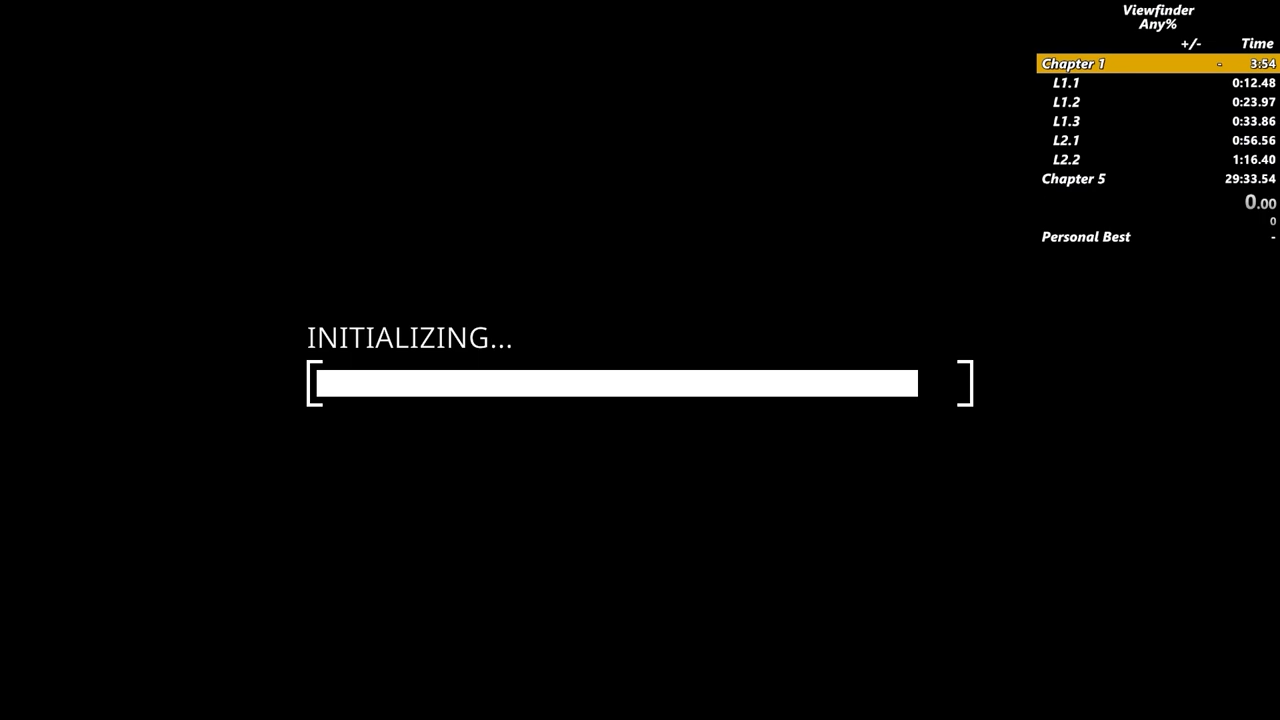 Viewfinder
Any%
+/- Time
Chapter 1 - 3:54
L1.1 0:12.48
L1.2 0:23.97
L1.3 0:33.86
L2.1 0:56.56
L2.2 1:16.40
Chapter 5 29:33.54
0.00
0
Personal Best -
INITIALIZING...